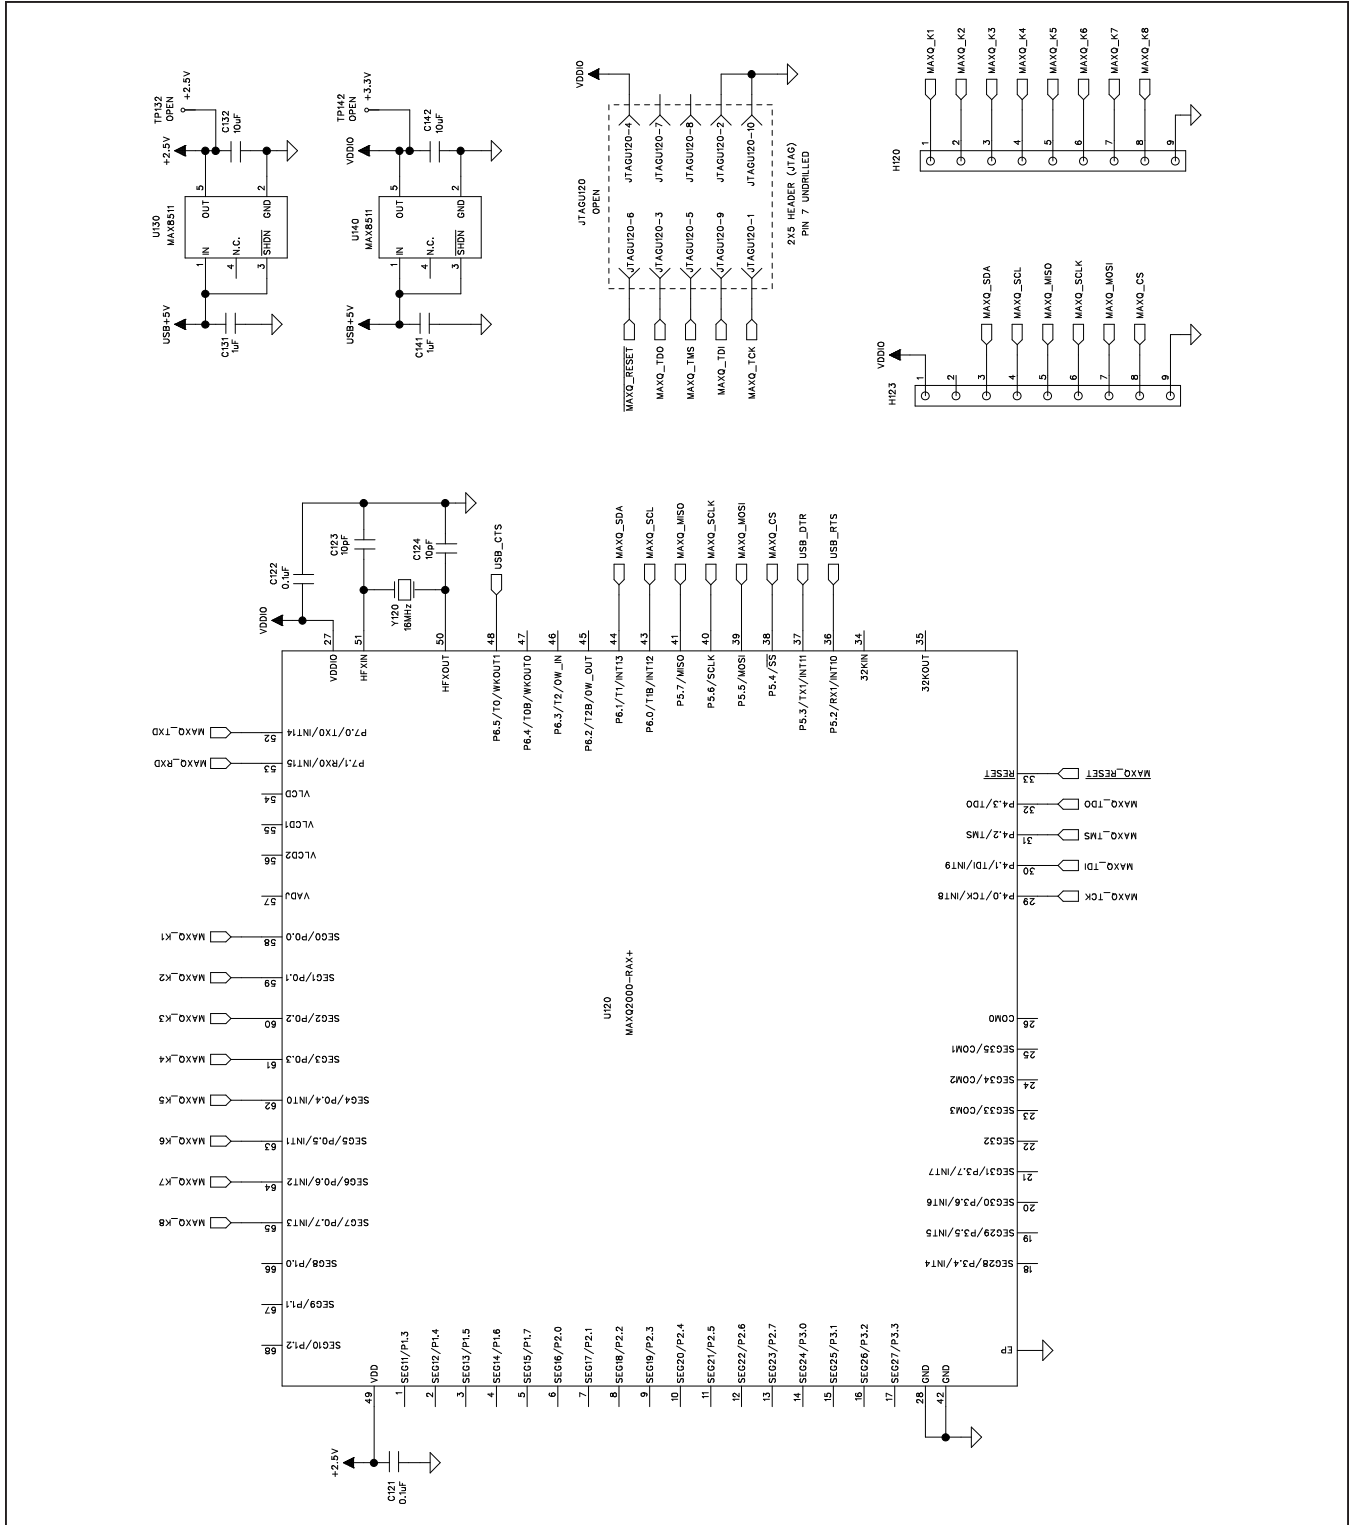 TP132
OPEN
+2.5V
+2.5V
C132
10uF
5
2
OUT
GND
U130
MAX8511
IN
N.C.
SHDN
1
4
3
USB+5V
C131
1uF
TP142
OPEN
+3.3V
VDDIO
C142
10uF
5
2
OUT
GND
U140
MAX8511
IN
N.C.
SHDN
1
4
3
USB+5V
C141
1uF
VDDIO
JTAGU120-4
JTAGU120-7
JTAGU120-8
JTAGU120-2
JTAGU120-10
JTAGU120
OPEN
2X5 HEADER (JTAG)
PIN 7 UNDRILLED
JTAGU120-6
JTAGU120-3
JTAGU120-5
JTAGU120-9
JTAGU120-1
MAXQ_RESET
MAXQ_TDO
MAXQ_TMS
MAXQ_TDI
MAXQ_TCK
MAXQ_K1
MAXQ_K2
MAXQ_K3
MAXQ_K4
MAXQ_K5
MAXQ_K6
MAXQ_K7
MAXQ_K8
H120
1
2
3
4
5
6
7
8
9
MAXQ_SDA
MAXQ_SCL
MAXQ_MISO
MAXQ_SCLK
MAXQ_MOSI
MAXQ_CS
VDDIO
H123
1
2
3
4
5
6
7
8
9
C122
0.1uF
C123
10pF
C124
10pF
Y120
16MHz
VDDIO
USB_CTS
MAXQ_SDA
MAXQ_SCL
MAXQ_MISO
MAXQ_SCLK
MAXQ_MOSI
MAXQ_CS
USB_DTR
USB_RTS
27
51
50
48
47
46
45
44
43
41
40
39
38
37
36
34
35
VDDIO
HFXIN
HFXOUT
P6.5/T0/WKOUT1
P6.4/T0B/WKOUT0
P6.3/T2/OW_IN
P6.2/T2B/OW_OUT
P6.1/T1/INT13
P6.0/T1B/INT12
P5.7/MISO
P5.6/SCLK
P5.5/MOSI
P5.4/SS
P5.3/TX1/INT11
P5.2/RX1/INT10
32KIN
32KOUT
MAXQ_TXD 52 P7.0/TX0/INT14
MAXQ_RXD 53 P7.1/RX0/INT15
54 VLCD
55 VLCD1
56 VLCD2
57 VADJ
MAXQ_K1 58 SEG0/P0.0
MAXQ_K2 59 SEG1/P0.1
MAXQ_K3 60 SEG2/P0.2
MAXQ_K4 61 SEG3/P0.3
MAXQ_K5 62 SEG4/P0.4/INT0
MAXQ_K6 63 SEG5/P0.5/INT1
MAXQ_K7 64 SEG6/P0.6/INT2
MAXQ_K8 65 SEG7/P0.7/INT3
66 SEG8/P1.0
67 SEG9/P1.1
68 SEG10/P1.2
U120
MAXQ2000-RAX+
RESET 33 MAXQ_RESET
P4.3/TDO 32 MAXQ_TDO
P4.2/TMS 31 MAXQ_TMS
P4.1/TDI/INT9 30 MAXQ_TDI
P4.0/TCK/INT8 29 MAXQ_TCK
COM0 26
SEG35/COM1 25
SEG34/COM2 24
SEG33/COM3 23
SEG32 22
SEG31/P3.7/INT7 21
SEG30/P3.6/INT6 20
SEG29/P3.5/INT5 19
SEG28/P3.4/INT4 18
EP
VDD
SEG11/P1.3
SEG12/P1.4
SEG13/P1.5
SEG14/P1.6
SEG15/P1.7
SEG16/P2.0
SEG17/P2.1
SEG18/P2.2
SEG19/P2.3
SEG20/P2.4
SEG21/P2.5
SEG22/P2.6
SEG23/P2.7
SEG24/P3.0
SEG25/P3.1
SEG26/P3.2
SEG27/P3.3
GND
GND
49
1
2
3
4
5
6
7
8
9
10
11
12
13
14
15
16
17
28
42
+2.5V
C121
0.1uF